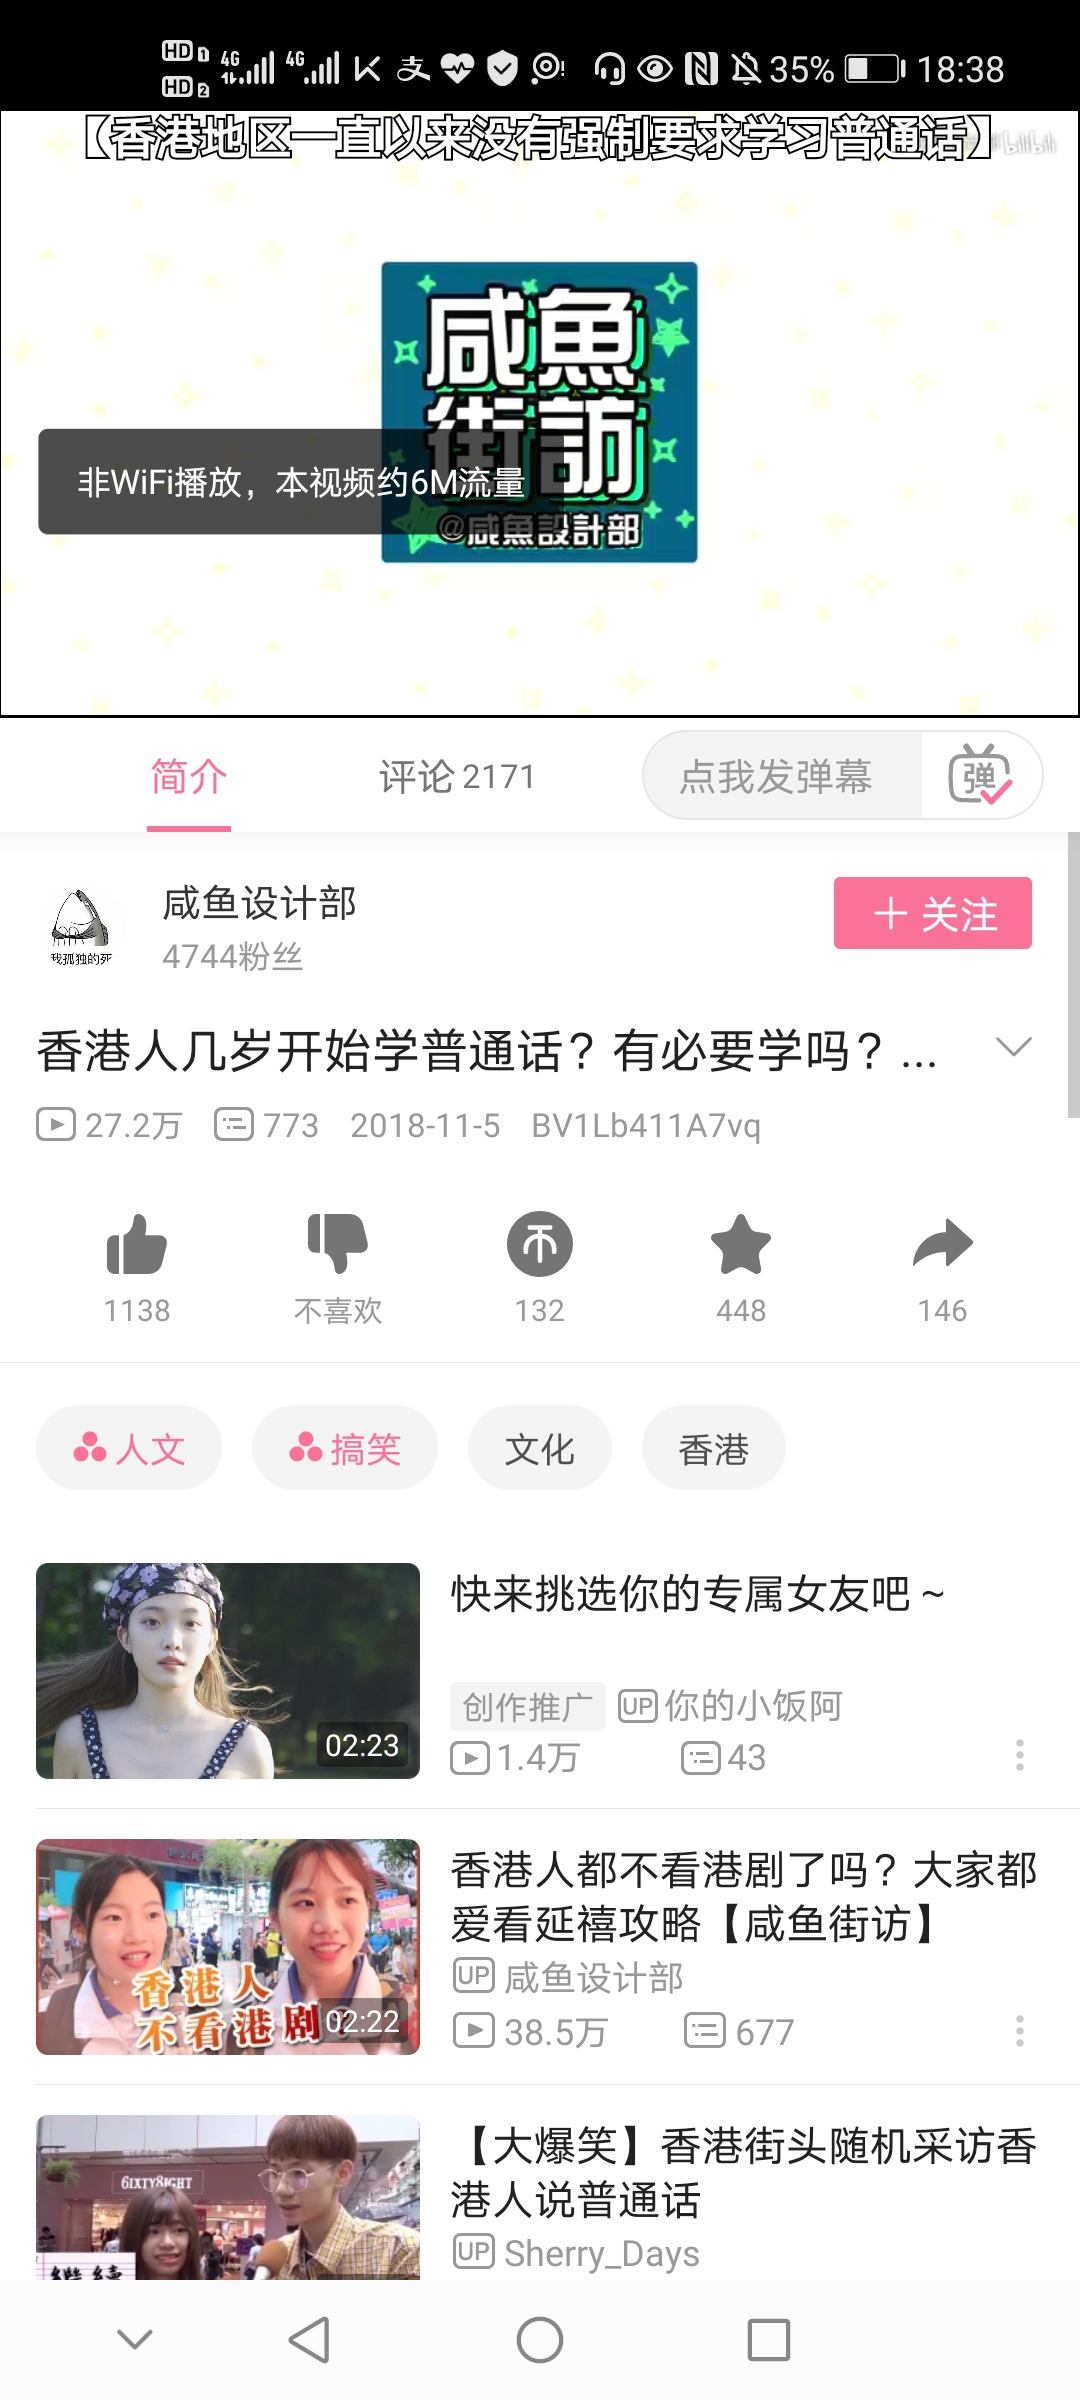 HD 1 4G 4G 支 35% 18:38
HD 2
【香港地区一直以来没有强制要求学习普通话】
bilibili
咸魚
街訪
@咸魚設計部
非WiFi播放，本视频约6M流量
简介 评论 2171 点我发弹幕 弹
咸鱼设计部
4744粉丝
我孤独的死
关注
香港人几岁开始学普通话？有必要学吗？...
27.2万 773 2018-11-5 BV1Lb411A7vq
1138 不喜欢 132 448 146
人文 搞笑 文化 香港
快来挑选你的专属女友吧～
02:23
创作推广 UP 你的小饭阿
1.4万 43
香港人都不看港剧了吗？大家都
爱看延禧攻略【咸鱼街访】
香港人
不看港剧?
02:22
UP 咸鱼设计部
38.5万 677
【大爆笑】香港街头随机采访香
港人说普通话
6IXTY8IGHT
UP Sherry_Days